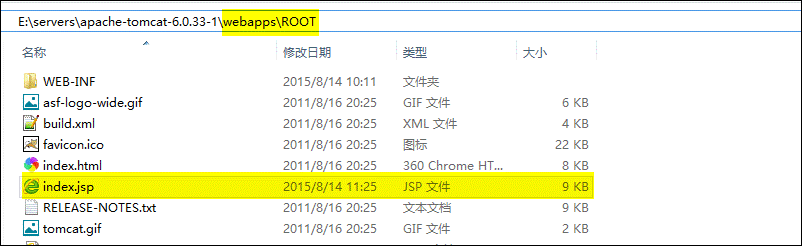 E:\servers\apache-tomcat-6.0.33-1\webapps\ROOT
名称 修改日期 类型 大小
WEB-INF 2015/8/14 10:11 文件夹
asf-logo-wide.gif 2011/8/16 20:25 GIF 文件 6 KB
build.xml 2011/8/16 20:25 XML 文件 4 KB
favicon.ico 2011/8/16 20:25 图标 22 KB
index.html 2011/8/16 20:25 360 Chrome HT... 8 KB
index.jsp 2015/8/14 11:25 JSP 文件 9 KB
RELEASE-NOTES.txt 2011/8/16 20:25 文本文档 9 KB
tomcat.gif 2011/8/16 20:25 GIF 文件 2 KB